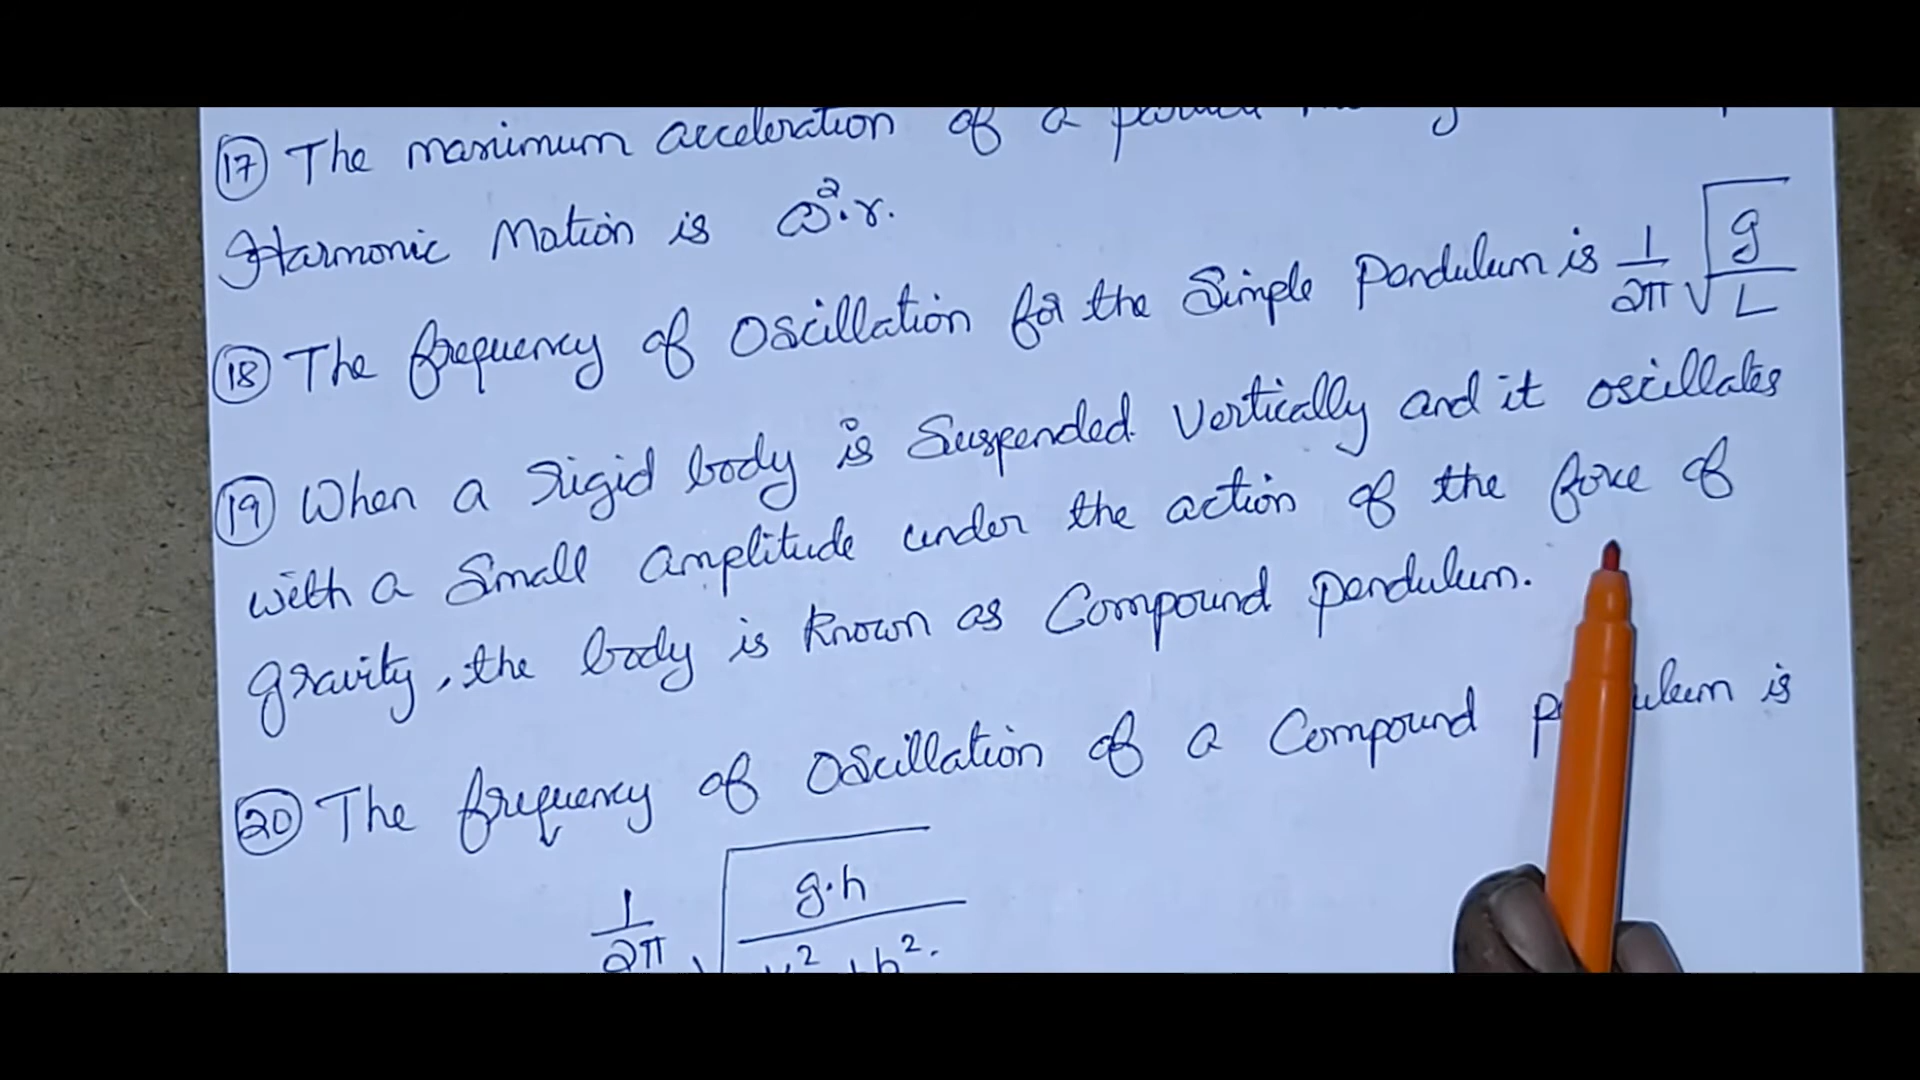 17 The maximum acceleration of a
Harmonic Motion is ω².r.
18 The frequency of Oscillation for the Simple Pendulum is 1/2π √g/L
19 When a rigid body is Suspended Vertically and it oscillates
with a Small amplitude under the action of the force of
gravity, the body is known as Compound pendulum.
20 The frequency of Oscillation of a Compound is
1/2π √g.h